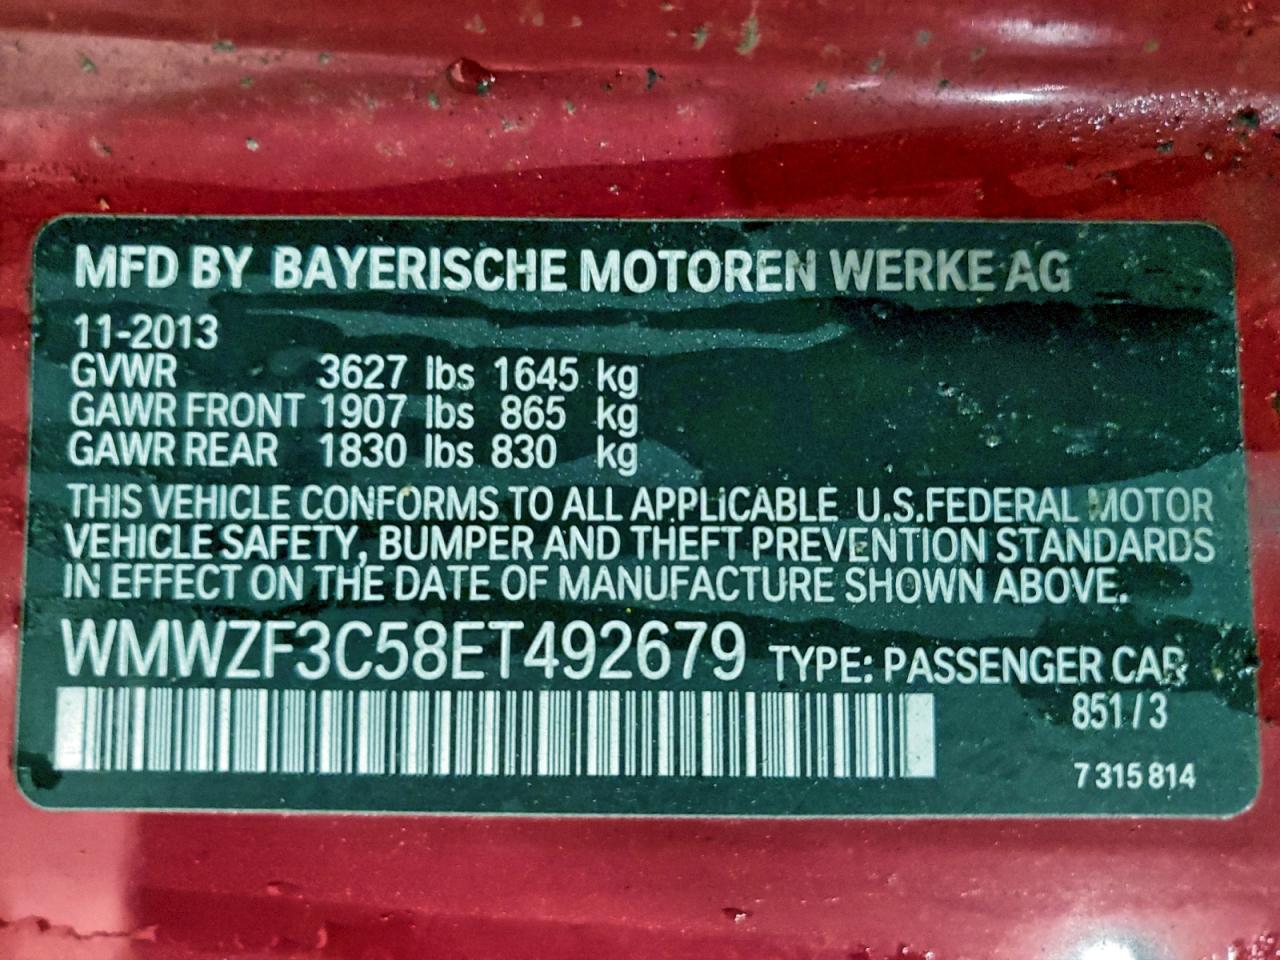 MFD BY BAYERISCHE MOTOREN WERKE AG
11-2013
GVWR 3627 lbs 1645 kg
GAWR FRONT 1907 lbs 865 kg
GAWR REAR 1830 lbs 830 kg
THIS VEHICLE CONFORMS TO ALL APPLICABLE U.S.FEDERAL MOTOR
VEHICLE SAFETY, BUMPER AND THEFT PREVENTION STANDARDS
IN EFFECT ON THE DATE OF MANUFACTURE SHOWN ABOVE.
WMWZF3C58ET492679 TYPE: PASSENGER CAR
851/3
7 315 814